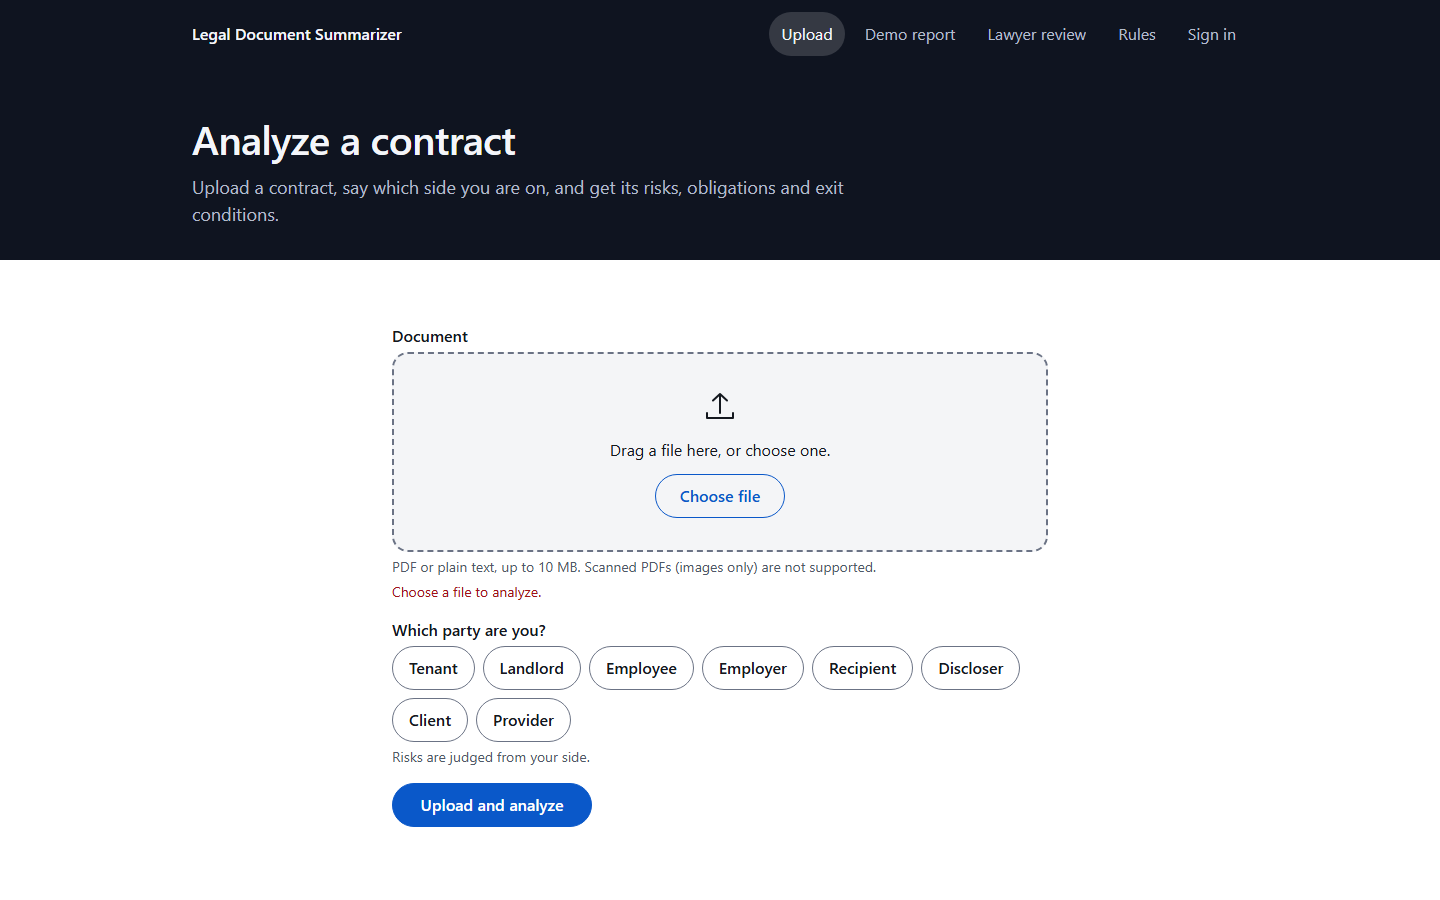 Legal Document Summarizer
Upload
Demo report
Lawyer review
Rules
Sign in
Analyze a contract
Upload a contract, say which side you are on, and get its risks, obligations and exit
conditions.
Document
Drag a file here, or choose one.
Choose file
PDF or plain text, up to 10 MB. Scanned PDFs (images only) are not supported.
Choose a file to analyze.
Which party are you?
Tenant
Landlord
Employee
Employer
Recipient
Discloser
Client
Provider
Risks are judged from your side.
Upload and analyze